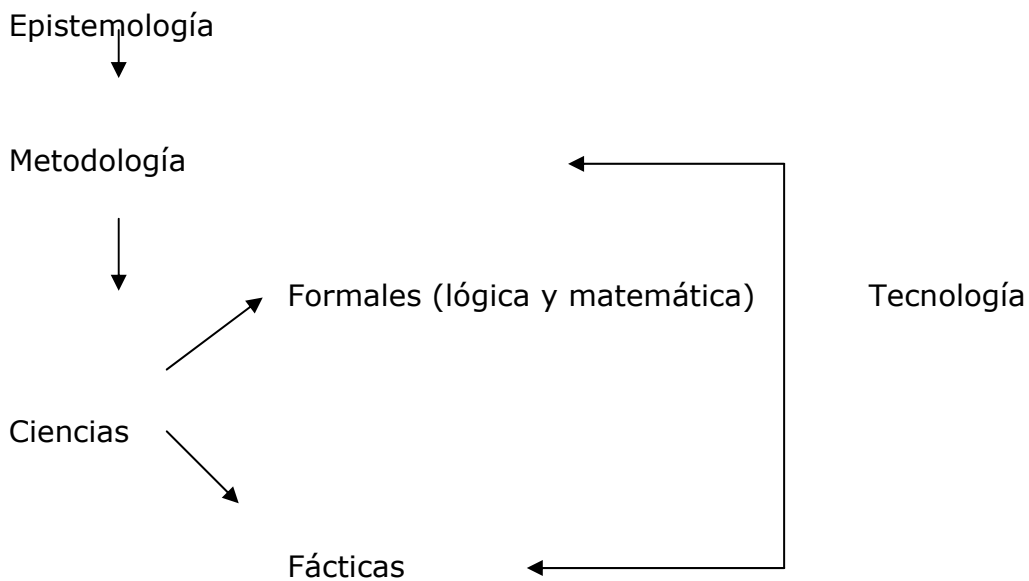 Epistemología
Metodología
Formales (lógica y matemática)
Tecnología
Ciencias
Fácticas